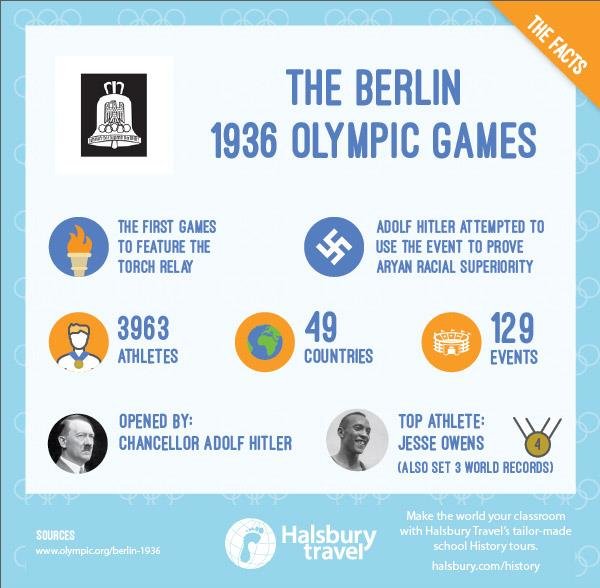 THE FACTS
THE BERLIN
1936 OLYMPIC GAMES
THE FIRST GAMES
TO FEATURE THE
TORCH RELAY
ADOLF HITLER ATTEMPTED TO
USE THE EVENT TO PROVE
ARYAN RACIAL SUPERIORITY
3963
ATHLETES
49
COUNTRIES
129
EVENTS
OPENED BY:
CHANCELLOR ADOLF HITLER
TOP ATHLETE:
JESSE OWENS
(ALSO SET 3 WORLD RECORDS)
4
SOURCES
www.olympic.org/berlin-1936
Halsbury
travel
Make the world your classroom
with Halsbury Travel's tailor-made
school History tours.
halsbury.com/history